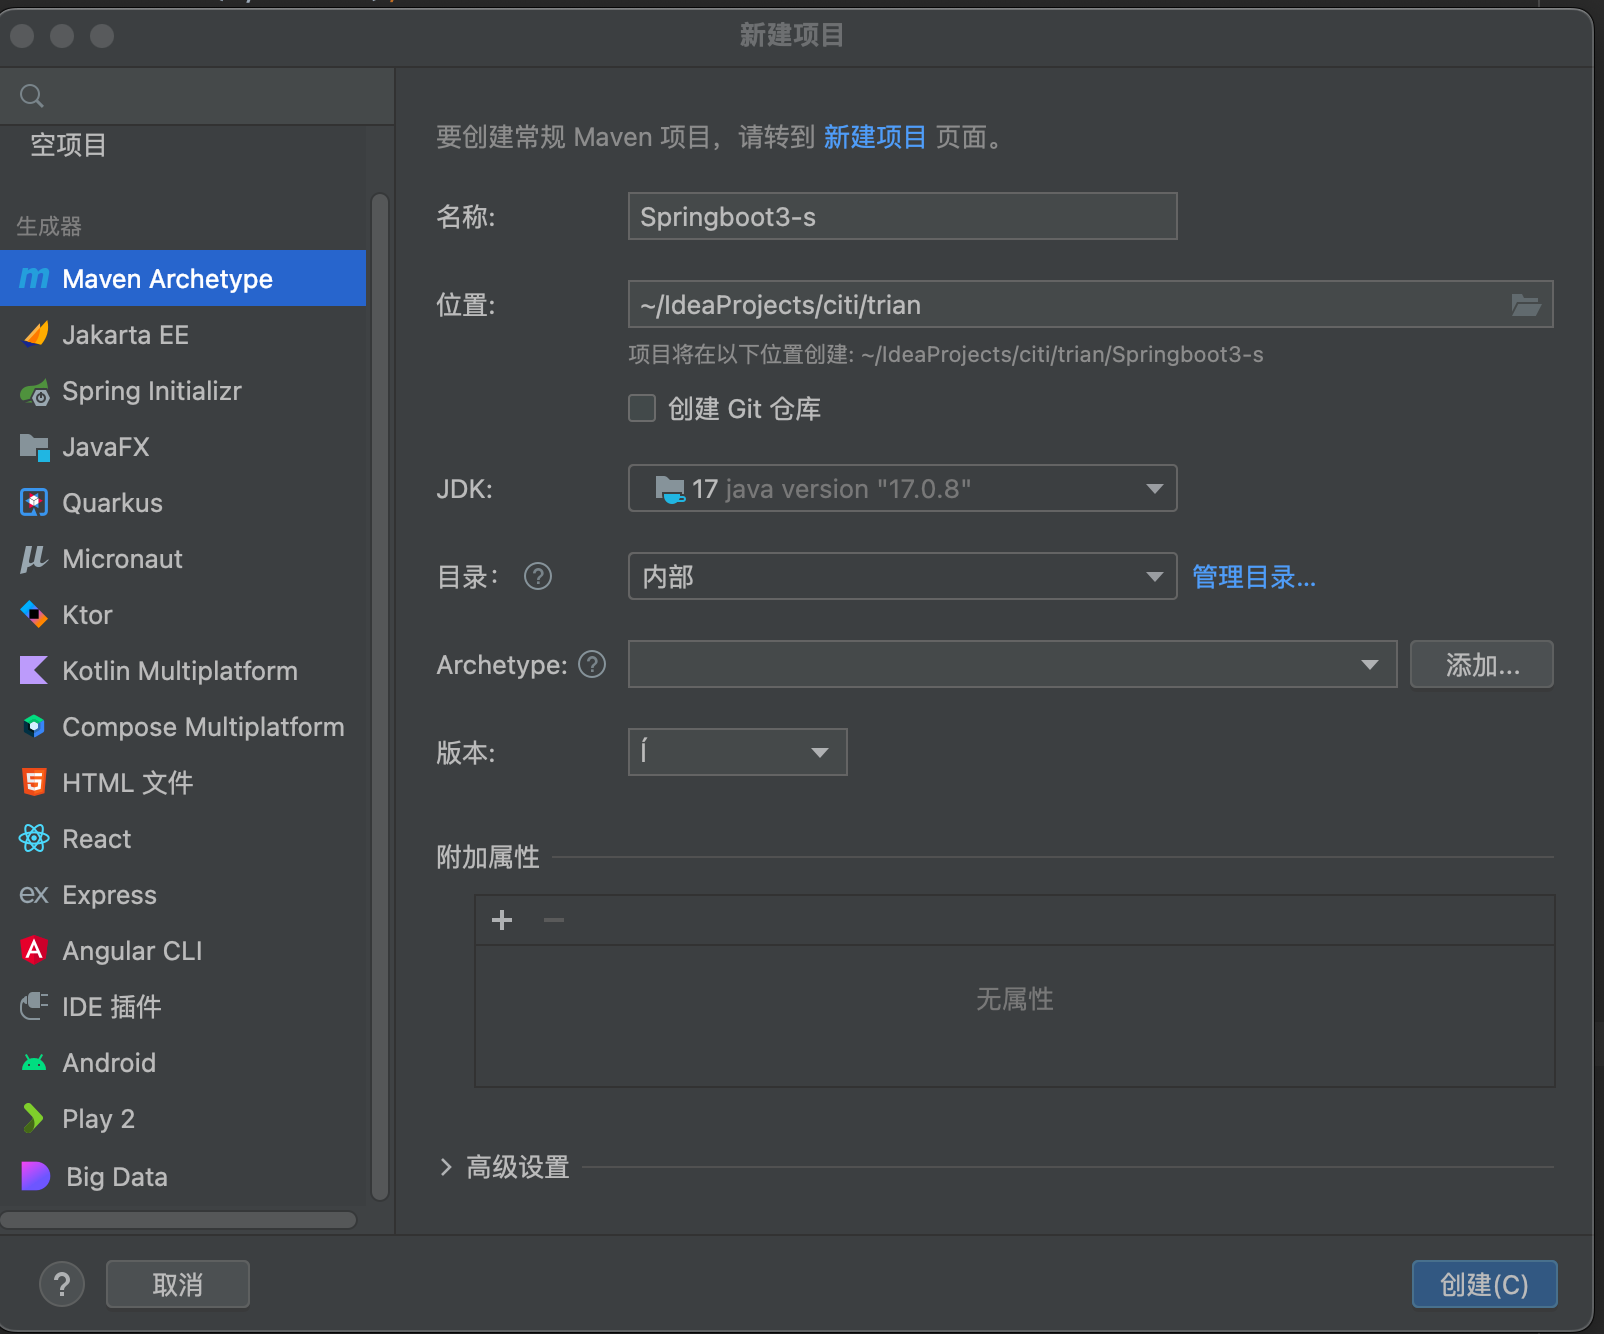 新建项目
空项目
生成器
Maven Archetype
Jakarta EE
Spring Initializr
JavaFX
Quarkus
Micronaut
Ktor
Kotlin Multiplatform
Compose Multiplatform
HTML 文件
React
Express
Angular CLI
IDE 插件
Android
Play 2
Big Data
要创建常规 Maven 项目，请转到 新建项目 页面。
名称: Springboot3-s
位置: ~/IdeaProjects/citi/trian
项目将在以下位置创建: ~/IdeaProjects/citi/trian/Springboot3-s
创建 Git 仓库
JDK: 17 java version "17.0.8"
目录： ? 内部 管理目录...
Archetype: ? 添加...
版本: Í
附加属性
无属性
高级设置
? 取消 创建(C)